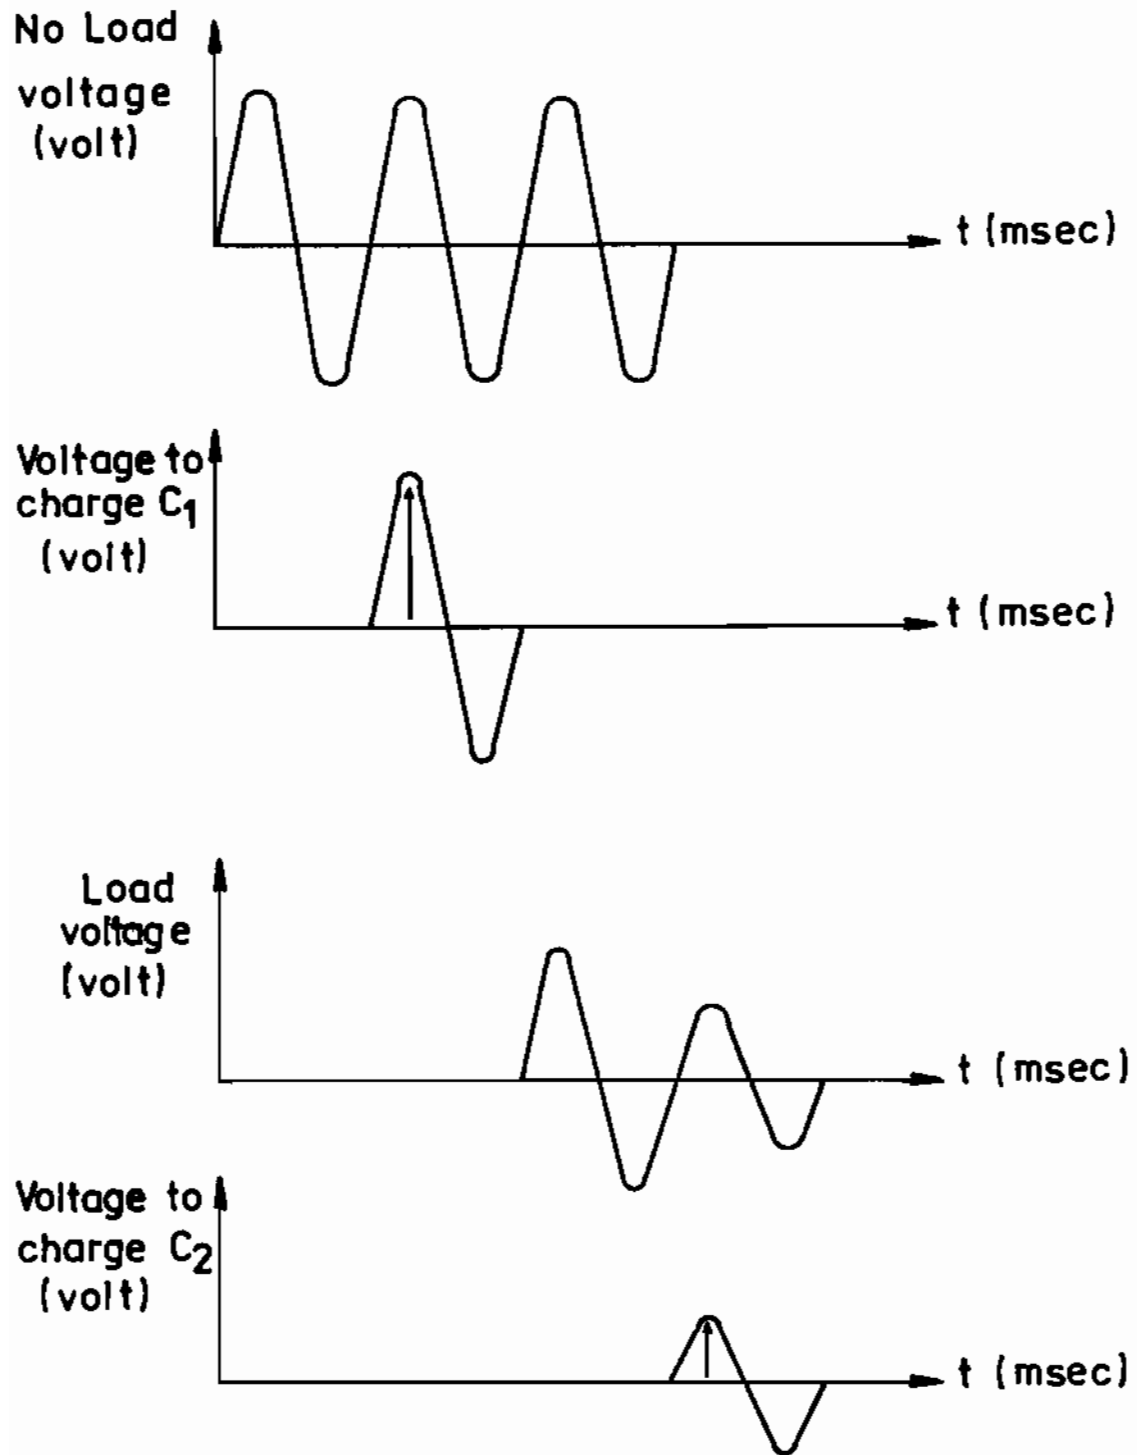 No Load
voltage
(volt)
t (msec)
Voltage to
charge C1
(volt)
t (msec)
Load
voltage
(volt)
t (msec)
Voltage to
charge C2
(volt)
t (msec)